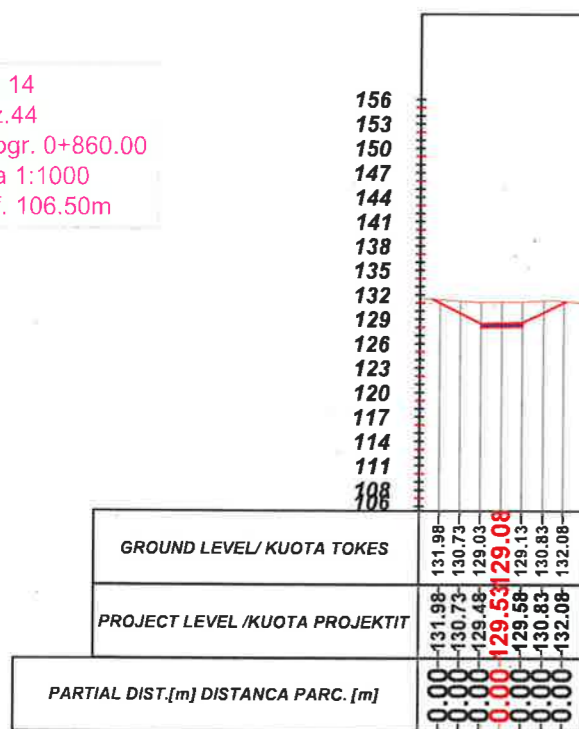 14
.44
ogr. 0+860.00
a 1:1000
. 106.50m
156
153
150
147
144
141
138
135
132
129
126
123
120
117
114
111
108
106
GROUND LEVEL/ KUOTA TOKES
131.98 130.73 129.03 129.08 129.13 130.83 132.08
PROJECT LEVEL /KUOTA PROJEKTIT
131.98 130.73 129.48 129.53 129.58 130.83 132.08
PARTIAL DIST.[m] DISTANCA PARC. [m]
0.00 0.00 0.00 0.00 0.00 0.00 0.00